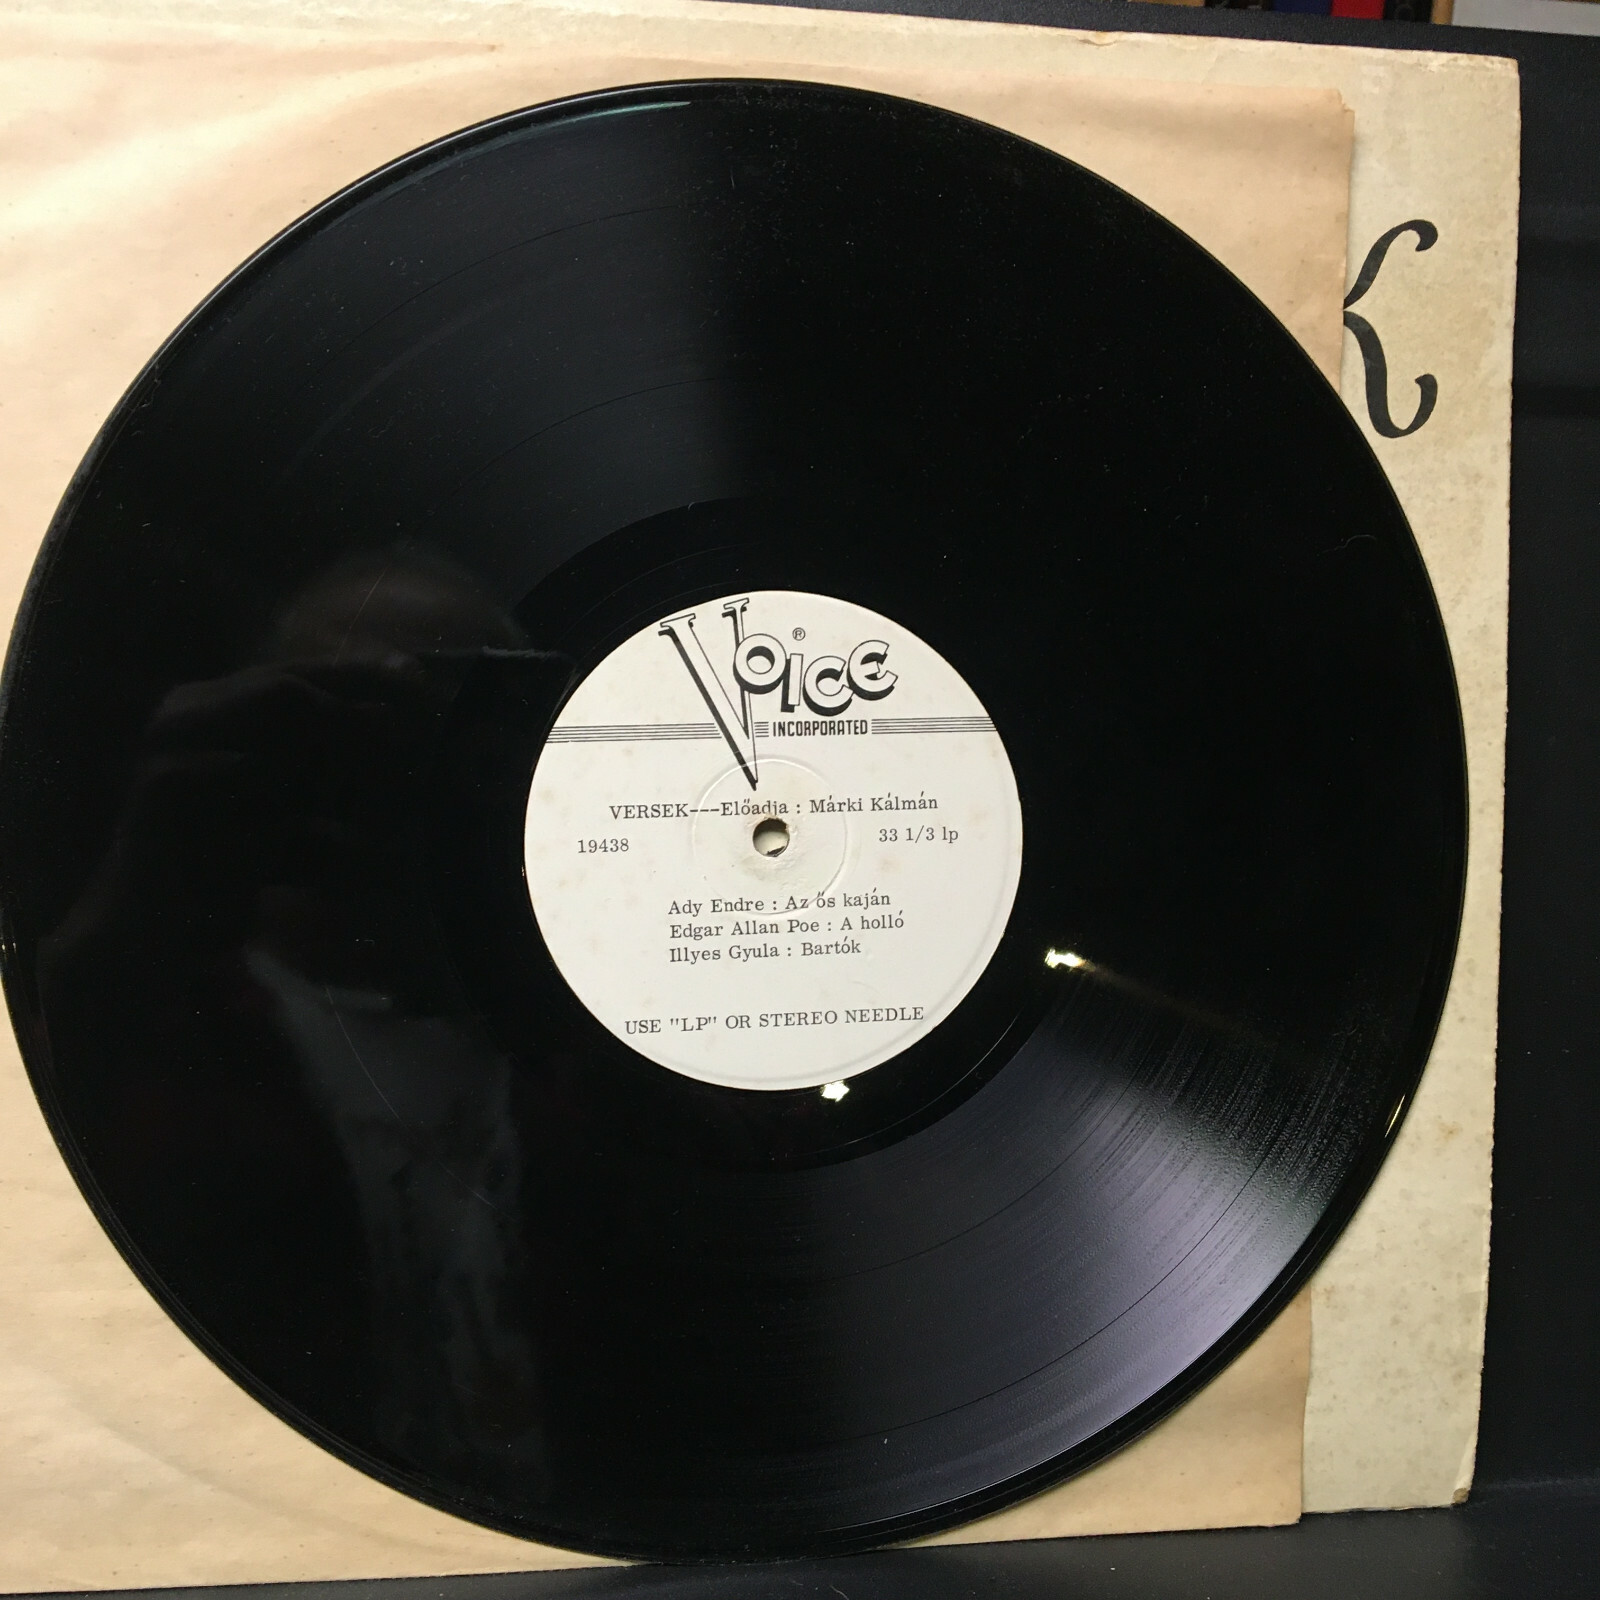 K
VOICE ®
INCORPORATED
VERSEK---Előadja : Márki Kálmán
19438
33 1/3 lp
Ady Endre : Az ős kaján
Edgar Allan Poe : A holló
Illyes Gyula : Bartók
USE "LP" OR STEREO NEEDLE